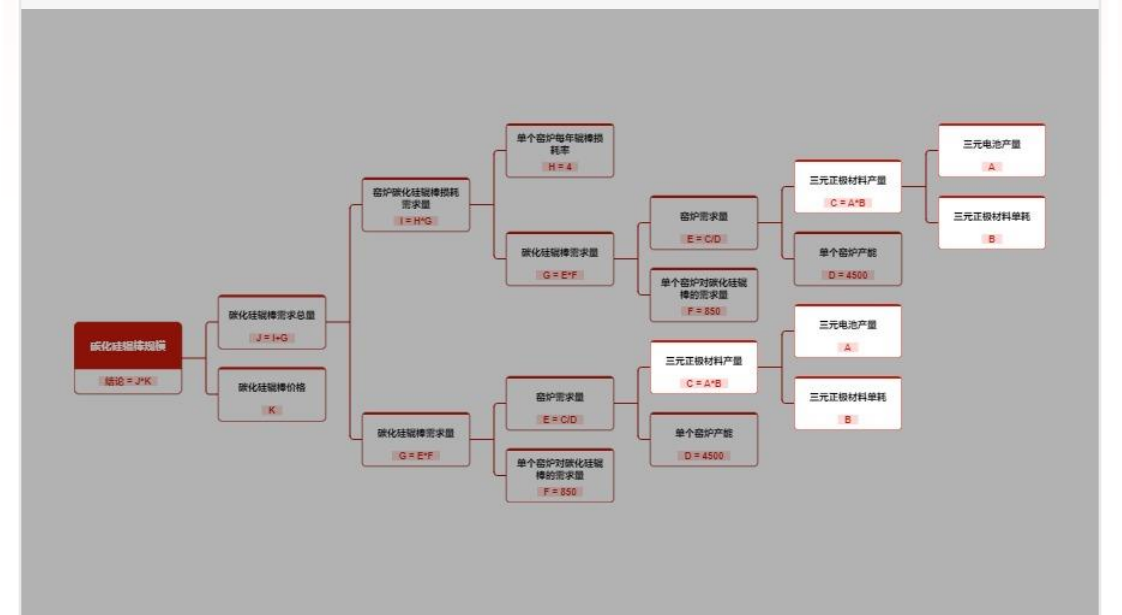 单个窑炉每年辊棒损
耗率
H = 4
三元电池产量
A
三元正极材料产量
C = A*B
窑炉碳化硅辊棒损耗
需求量
I = H*G
窑炉需求量
E = C/D
三元正极材料单耗
B
碳化硅辊棒需求量
G = E*F
单个窑炉产能
D = 4500
单个窑炉对碳化硅辊
棒的需求量
F = 850
碳化硅辊棒需求总量
J = I+G
三元电池产量
A
碳化硅辊棒规模
结论 = J*K
三元正极材料产量
C = A*B
碳化硅辊棒价格
K
窑炉需求量
E = C/D
三元正极材料单耗
B
碳化硅辊棒需求量
G = E*F
单个窑炉产能
D = 4500
单个窑炉对碳化硅辊
棒的需求量
F = 850